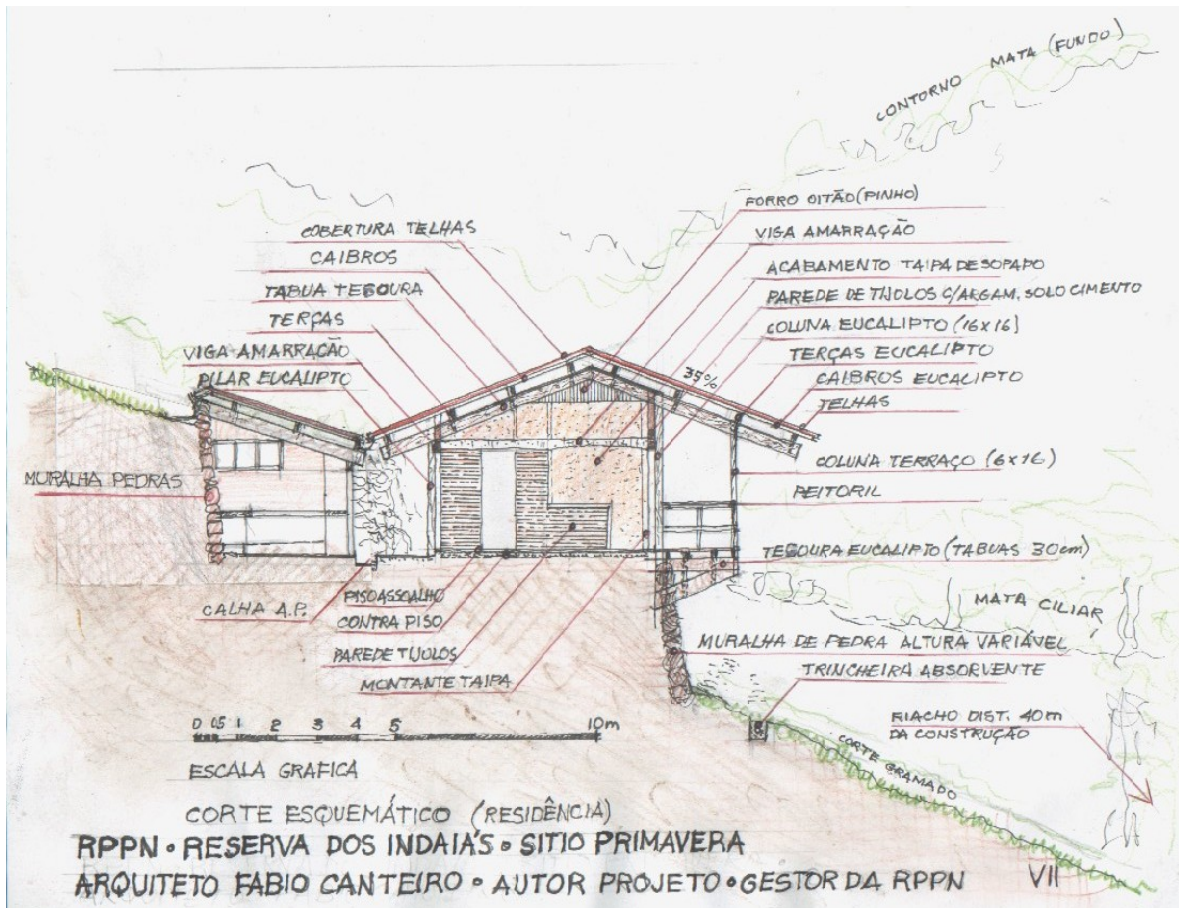 CONTORNO MATA (FUNDO)
FORRO OITÃO (PINHO)
COBERTURA TELHAS
VIGA AMARRAÇÃO
CAIBROS
ACABAMENTO TAIPA DE SOPAPO
TABUA TEBOURA
PAREDE DE TIJOLOS C/ARGAM. SOLO CIMENTO
TERÇAS
COLUNA EUCALIPTO (16x16)
VIGA AMARRAÇÃO
TERÇAS EUCALIPTO
PILAR EUCALIPTO
35%
CAIBROS EUCALIPTO
TELHAS
COLUNA TERRAÇO (6x16)
MURALHA PEDRAS
PEITORIL
TEBOURA EUCALIPTO (TABUAS 30cm)
PISO ASSOALHO
CALHA A.P.
CONTRA PISO
MATA CILIAR
PAREDE TIJOLOS
MURALHA DE PEDRA ALTURA VARIÁVEL
MONTANTE TAIPA
TRINCHEIRA ABSORVENTE
RIACHO DIST. 40m
DA CONSTRUÇÃO
0 0.5 1 2 3 4 5 10m
CORTE GRAMADO
ESCALA GRAFICA
CORTE ESQUEMÁTICO (RESIDÊNCIA)
RPPN • RESERVA DOS INDAIÁ'S • SITIO PRIMAVERA
ARQUITETO FABIO CANTEIRO • AUTOR PROJETO • GESTOR DA RPPN VII